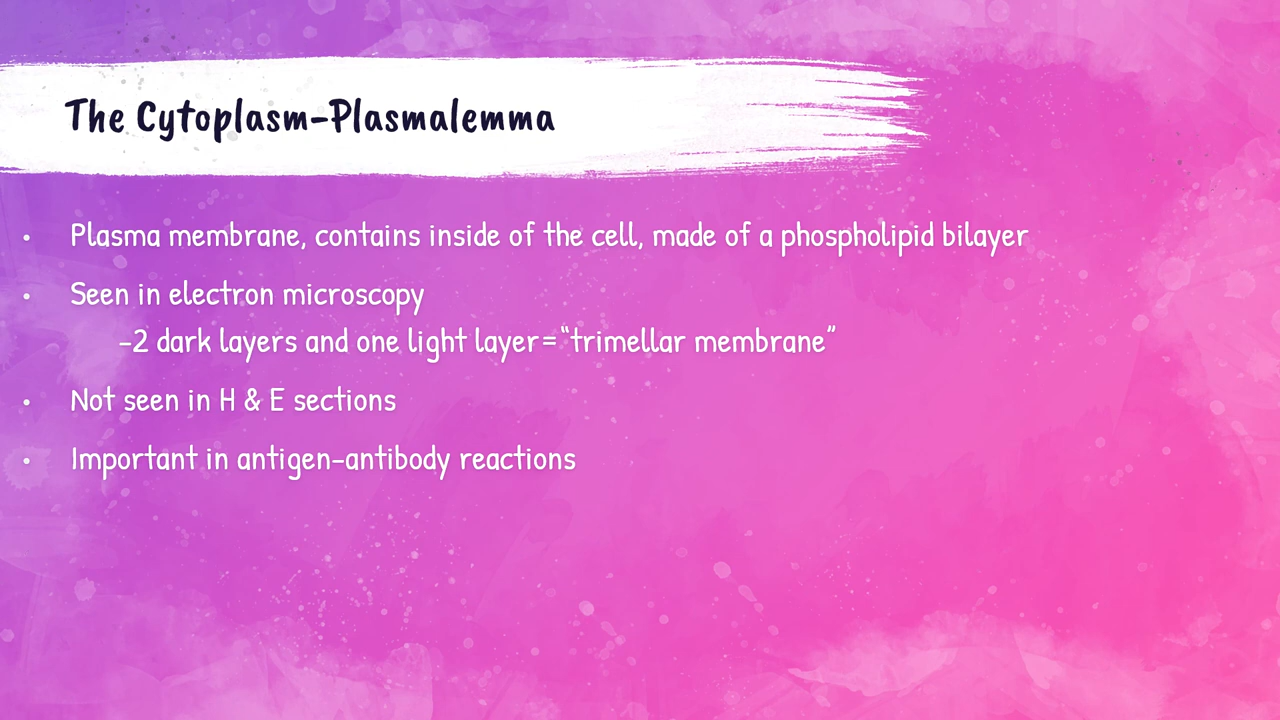 The Cytoplasm-Plasmalemma
• Plasma membrane, contains inside of the cell, made of a phospholipid bilayer
• Seen in electron microscopy
-2 dark layers and one light layer=“trimellar membrane”
• Not seen in H & E sections
• Important in antigen-antibody reactions